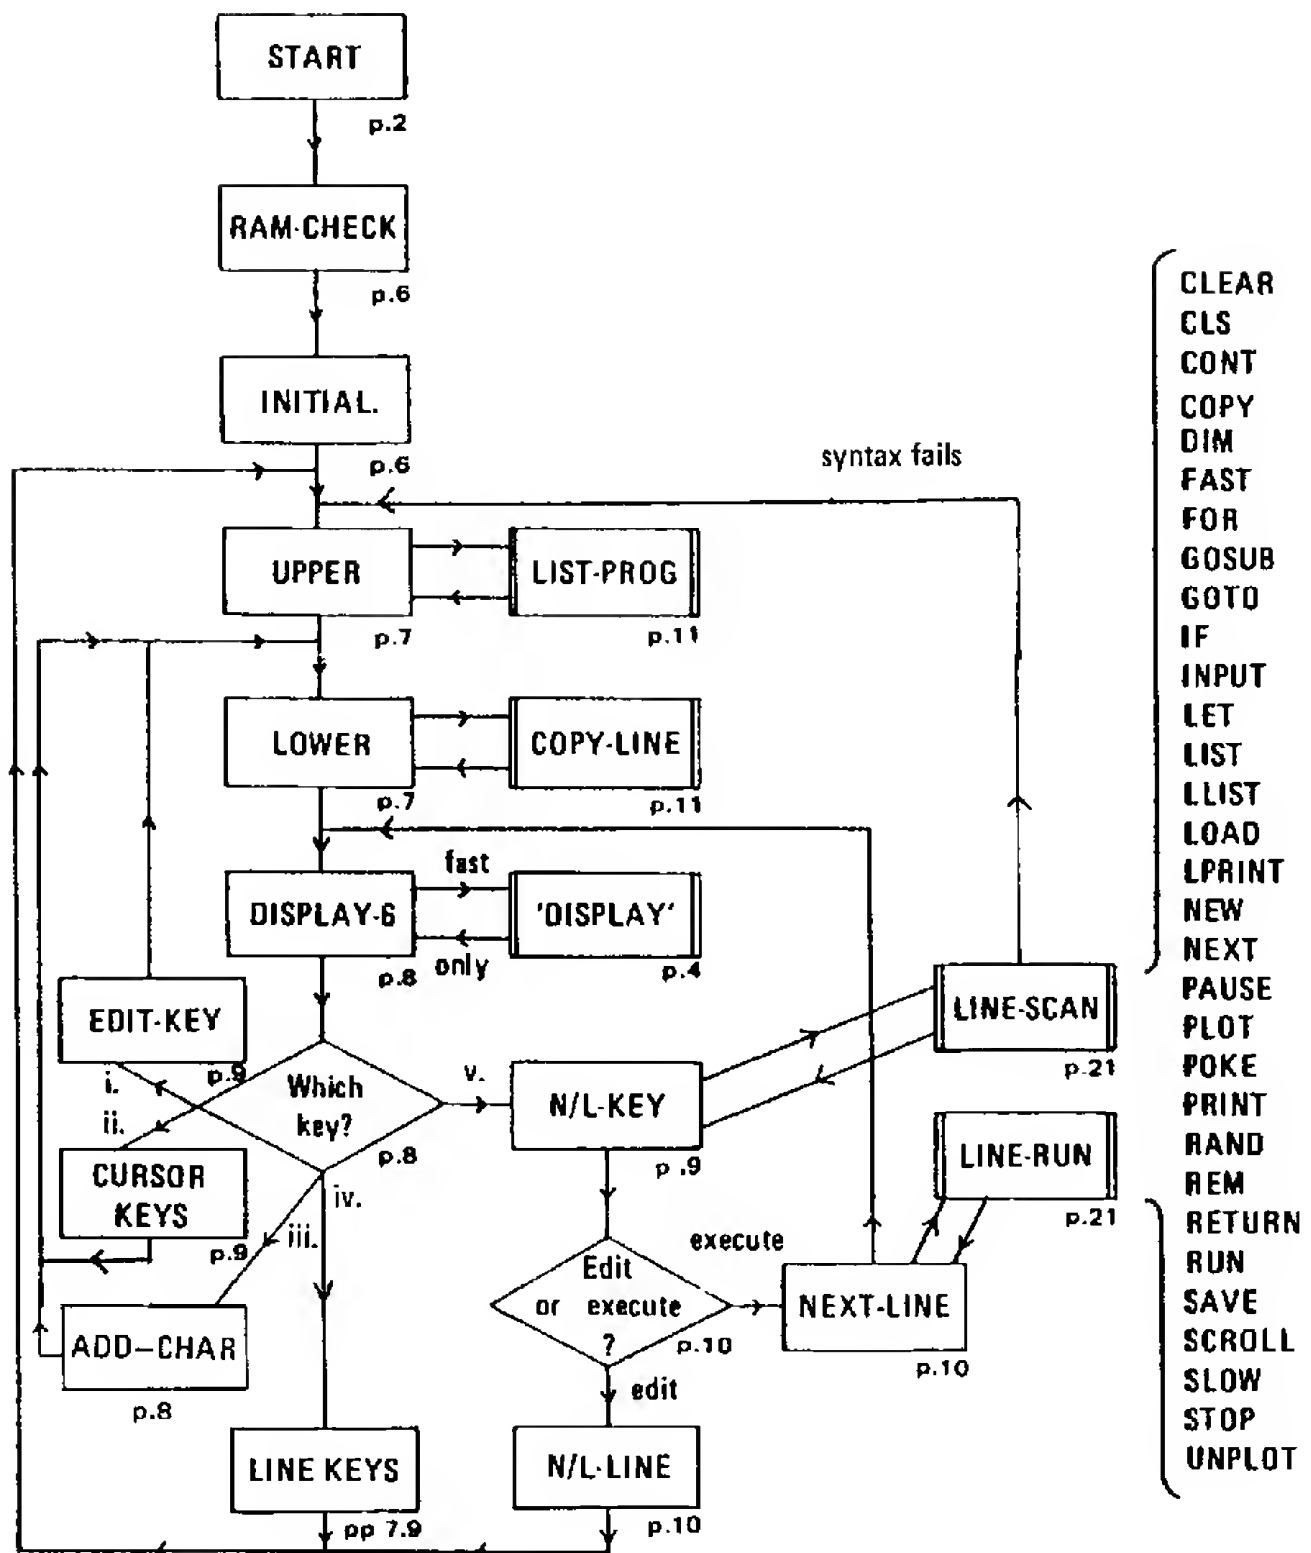 START
p.2
RAM-CHECK
p.6
INITIAL.
p.6
syntax fails
UPPER
LIST-PROG
p.7
p.11
LOWER
COPY-LINE
p.7
p.11
fast
DISPLAY-6
'DISPLAY'
only
p.8
p.4
EDIT-KEY
p.9
LINE-SCAN
p.21
i.
ii.
Which
key?
p.8
v.
N/L-KEY
p.9
LINE-RUN
p.21
CURSOR
KEYS
p.9
iv.
iii.
execute
Edit
or execute
?
p.10
NEXT-LINE
p.10
ADD-CHAR
p.8
edit
LINE KEYS
pp 7.9
N/L-LINE
p.10
CLEAR
CLS
CONT
COPY
DIM
FAST
FOR
GOSUB
GOTO
IF
INPUT
LET
LIST
LLIST
LOAD
LPRINT
NEW
NEXT
PAUSE
PLOT
POKE
PRINT
RAND
REM
RETURN
RUN
SAVE
SCROLL
SLOW
STOP
UNPLOT